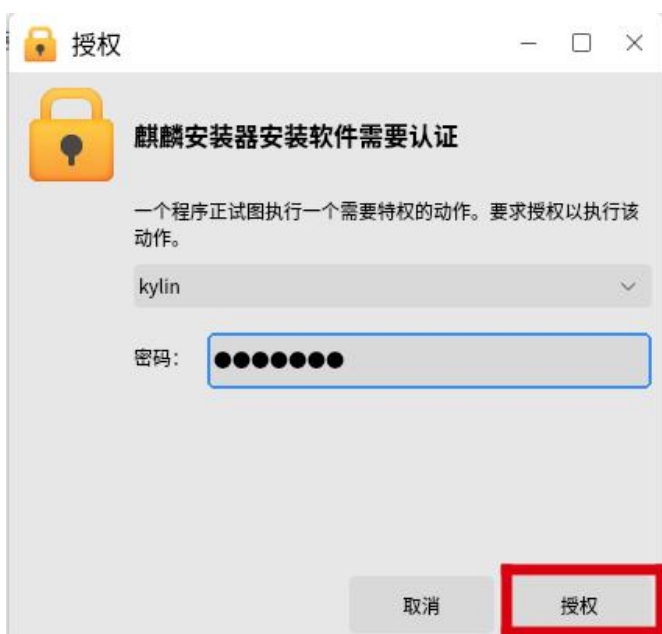 授权
麒麟安装器安装软件需要认证
一个程序正试图执行一个需要特权的动作。要求授权以执行该
动作。
kylin
密码：
取消
授权